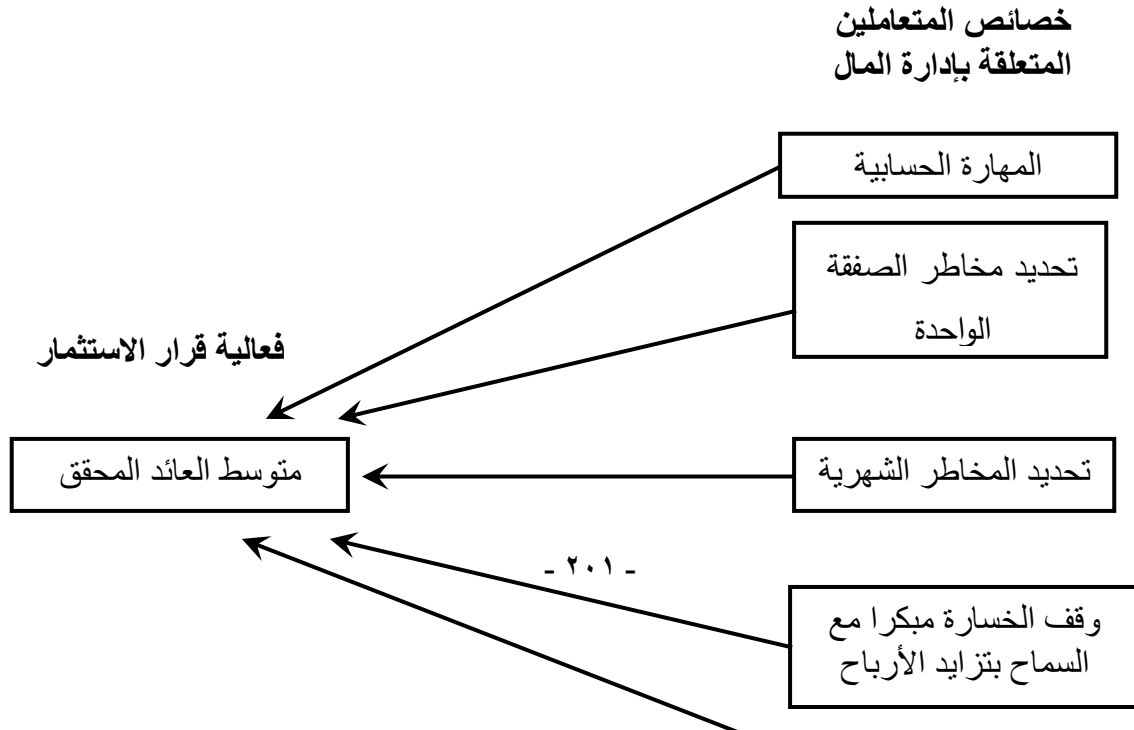 خصائص المتعاملين
المتعلقة بإدارة المال
المهارة الحسابية
تحديد مخاطر الصفقة
الواحدة
فعالية قرار الاستثمار
متوسط العائد المحقق
تحديد المخاطر الشهرية
- ٢٠١ -
وقف الخسارة مبكرا مع
السماح بتزايد الأرباح